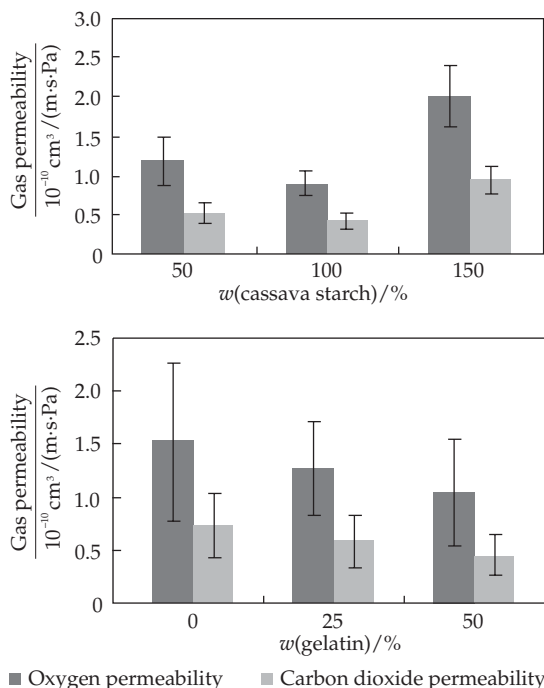 Gas permeability
10⁻¹⁰ cm³/(m·s·Pa)
3.0
2.5
2.0
1.5
1.0
0.5
0
50 100 150
w(cassava starch)/%
Gas permeability
10⁻¹⁰ cm³/(m·s·Pa)
2.5
2.0
1.5
1.0
0.5
0
0 25 50
w(gelatin)/%
Oxygen permeability Carbon dioxide permeability